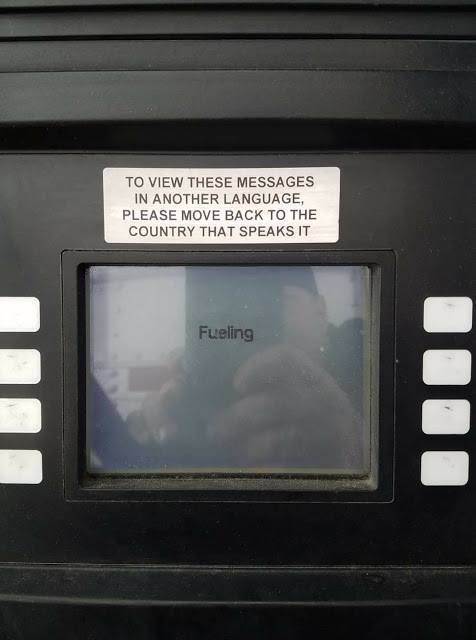 TO VIEW THESE MESSAGES
IN ANOTHER LANGUAGE,
PLEASE MOVE BACK TO THE
COUNTRY THAT SPEAKS IT
Fueling